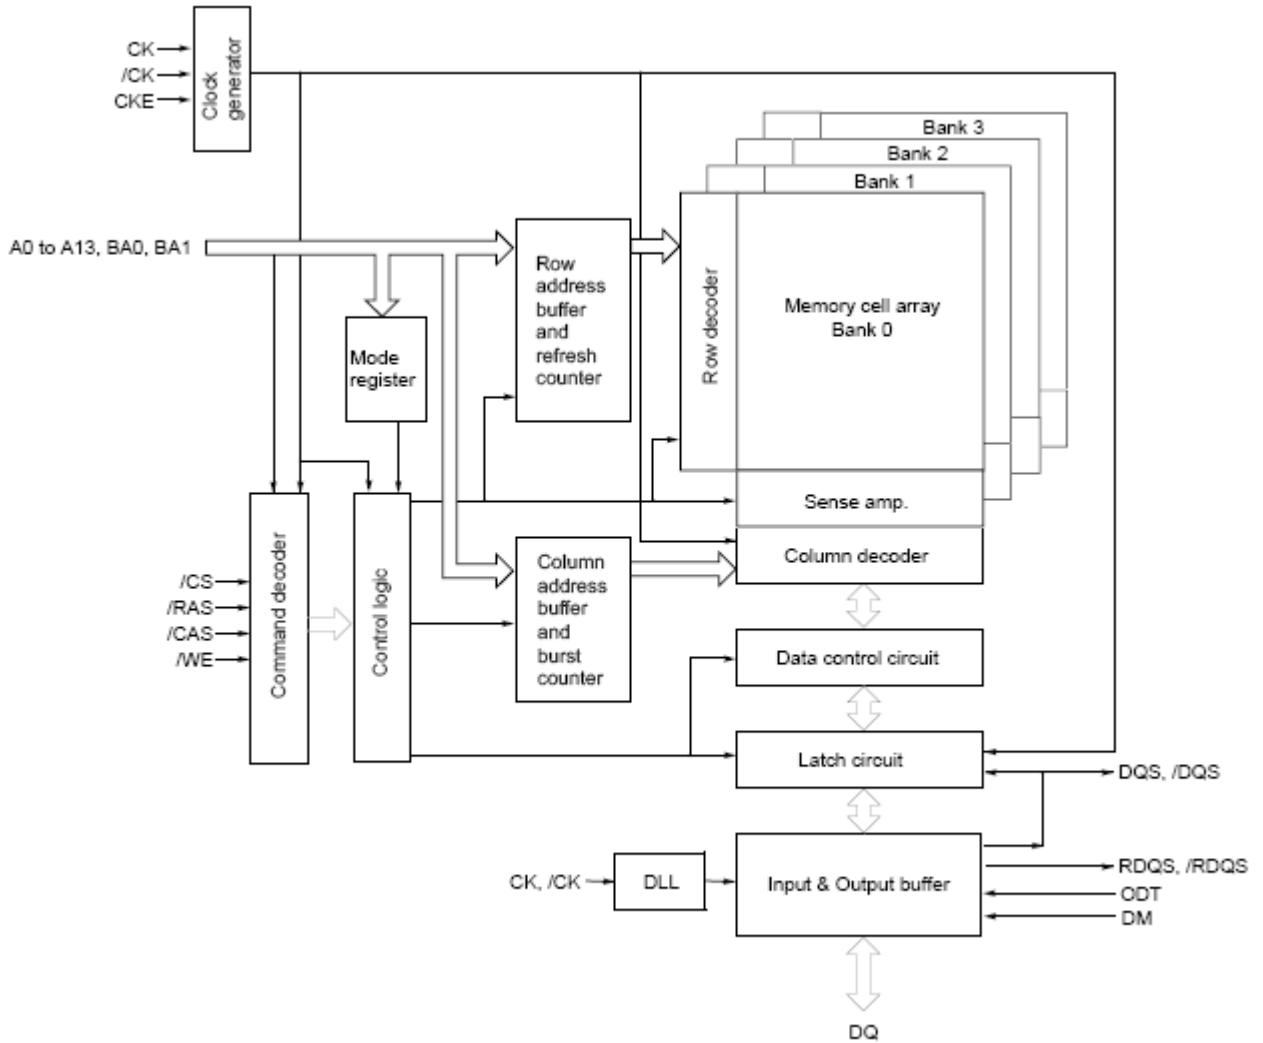 CK
/CK
CKE
Clock
generator
Bank 3
Bank 2
Bank 1
A0 to A13, BA0, BA1
Row
address
buffer
and
refresh
counter
Row decoder
Memory cell array
Bank 0
Mode
register
Sense amp.
Column decoder
/CS
/RAS
/CAS
/WE
Command decoder
Control logic
Column
address
buffer
and
burst
counter
Data control circuit
Latch circuit
DQS, /DQS
CK, /CK
DLL
Input & Output buffer
RDQS, /RDQS
ODT
DM
DQ